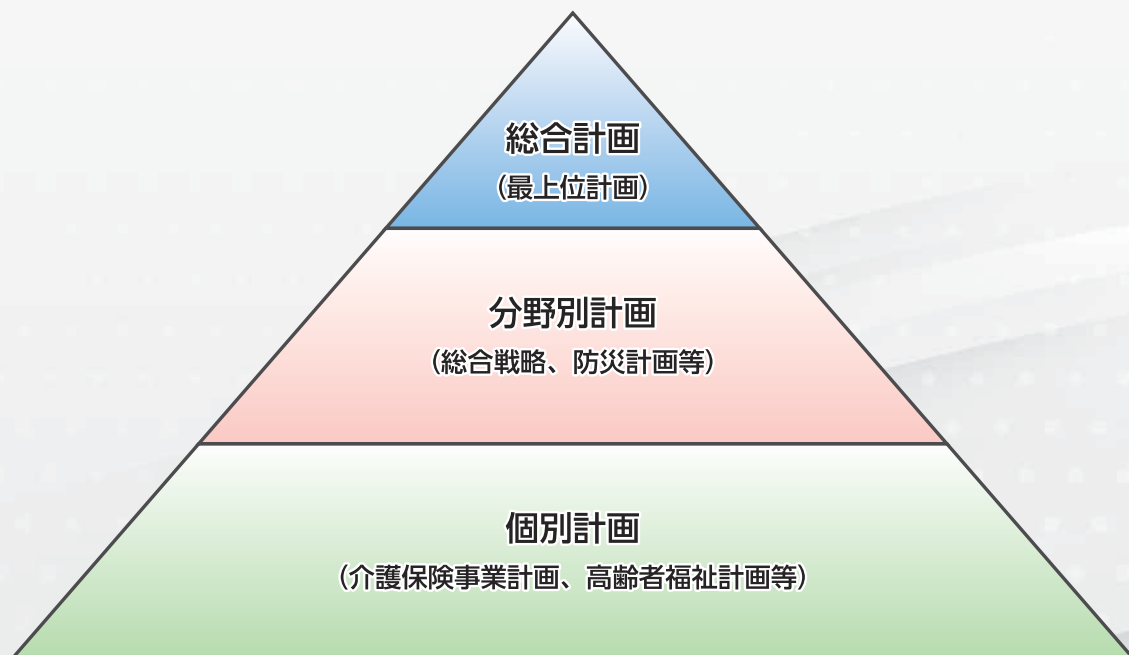 総合計画
（最上位計画）
分野別計画
（総合戦略、防災計画等）
個別計画
（介護保険事業計画、高齢者福祉計画等）